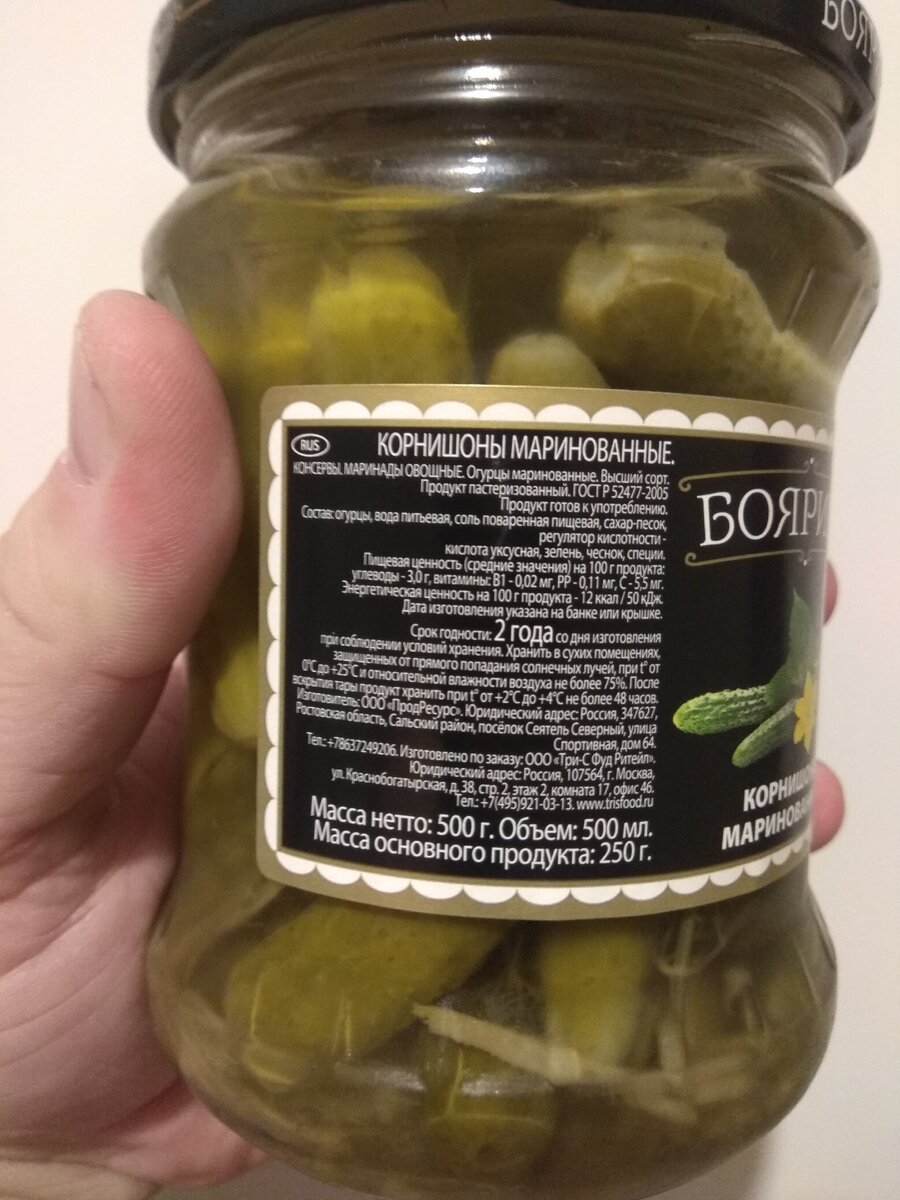 RUS
КОРНИШОНЫ МАРИНОВАННЫЕ.
КОНСЕРВЫ. МАРИНАДЫ ОВОЩНЫЕ. Огурцы маринованные. Высший сорт.
Продукт пастеризованный. ГОСТ Р 52477-2005
Продукт готов к употреблению.
Состав: огурцы, вода питьевая, соль поваренная пищевая, сахар-песок,
регулятор кислотности -
кислота уксусная, зелень, чеснок, специи.
Пищевая ценность (средние значения) на 100 г продукта:
углеводы - 3,0 г, витамины: В1 - 0,02 мг, РР - 0,11 мг, С - 5,5 мг.
Энергетическая ценность на 100 г продукта - 12 ккал / 50 кДж.
Дата изготовления указана на банке или крышке.
Срок годности: 2 года со дня изготовления
при соблюдении условий хранения. Хранить в сухих помещениях,
защищенных от прямого попадания солнечных лучей, при t° от
0°С до +25°С и относительной влажности воздуха не более 75%. После
вскрытия тары продукт хранить при t° от +2°С до +4°С не более 48 часов.
Изготовитель: ООО «ПродРесурс». Юридический адрес: Россия, 347627,
Ростовская область, Сальский район, посёлок Сеятель Северный, улица
Спортивная, дом 64.
Тел.: +78637249206. Изготовлено по заказу: ООО «Три-С Фуд Ритейл».
Юридический адрес: Россия, 107564, г. Москва,
ул. Краснобогатырская, д. 38, стр. 2, этаж 2, комната 17, офис 46.
Тел.: +7(495)921-03-13. www.trisfood.ru
Масса нетто: 500 г. Объем: 500 мл.
Масса основного продукта: 250 г.
БОЯРИ
КОРНИШО
МАРИНОВА